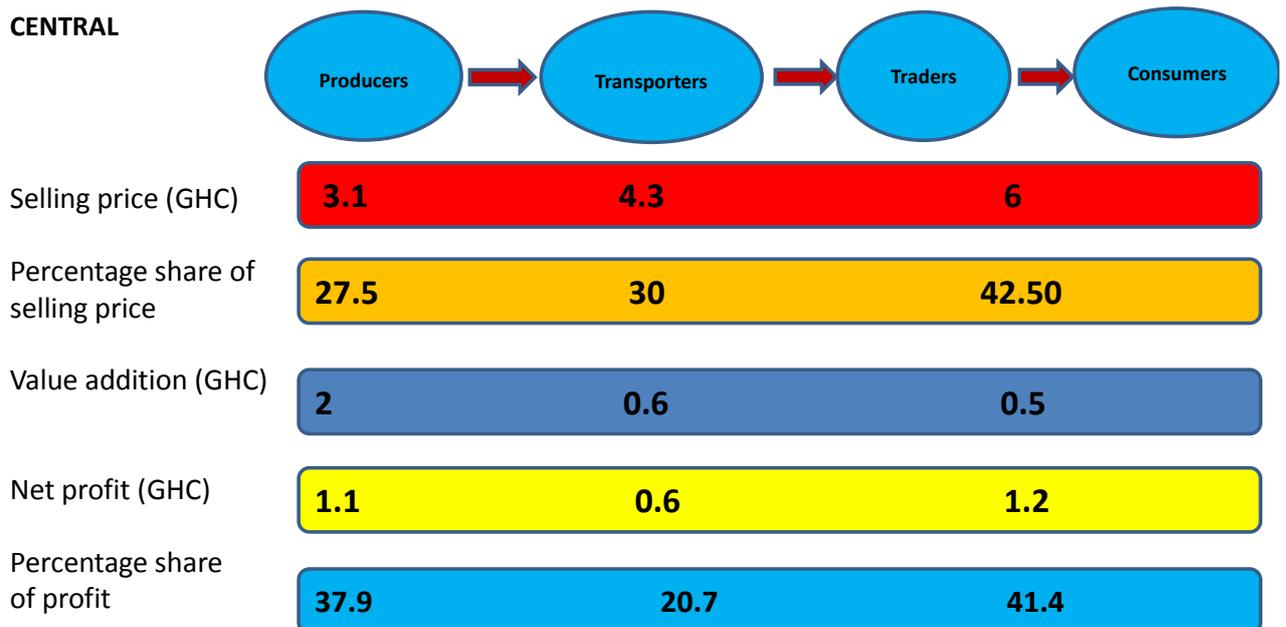 CENTRAL
Producers Transporters Traders Consumers
Selling price (GHC) 3.1 4.3 6
Percentage share of
selling price 27.5 30 42.50
Value addition (GHC) 2 0.6 0.5
Net profit (GHC) 1.1 0.6 1.2
Percentage share
of profit 37.9 20.7 41.4